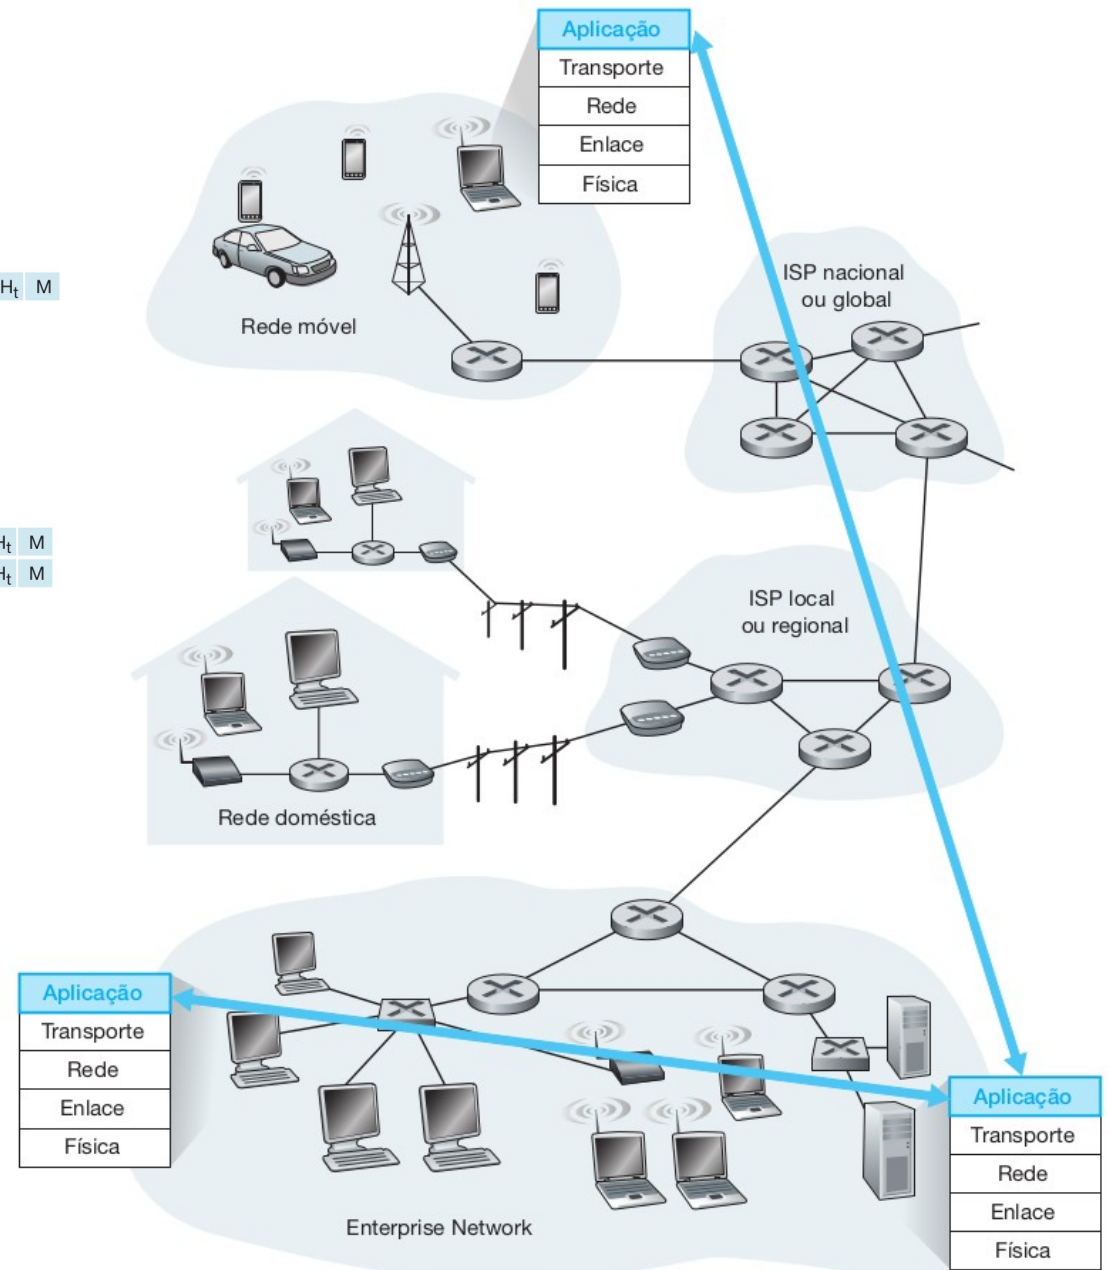 Aplicação
Transporte
Rede
Enlace
Física
ISP nacional
ou global
Ht M
Rede móvel
Ht M
Ht M
ISP local
ou regional
Rede doméstica
Aplicação
Transporte
Rede
Enlace
Física
Aplicação
Transporte
Rede
Enlace
Física
Enterprise Network